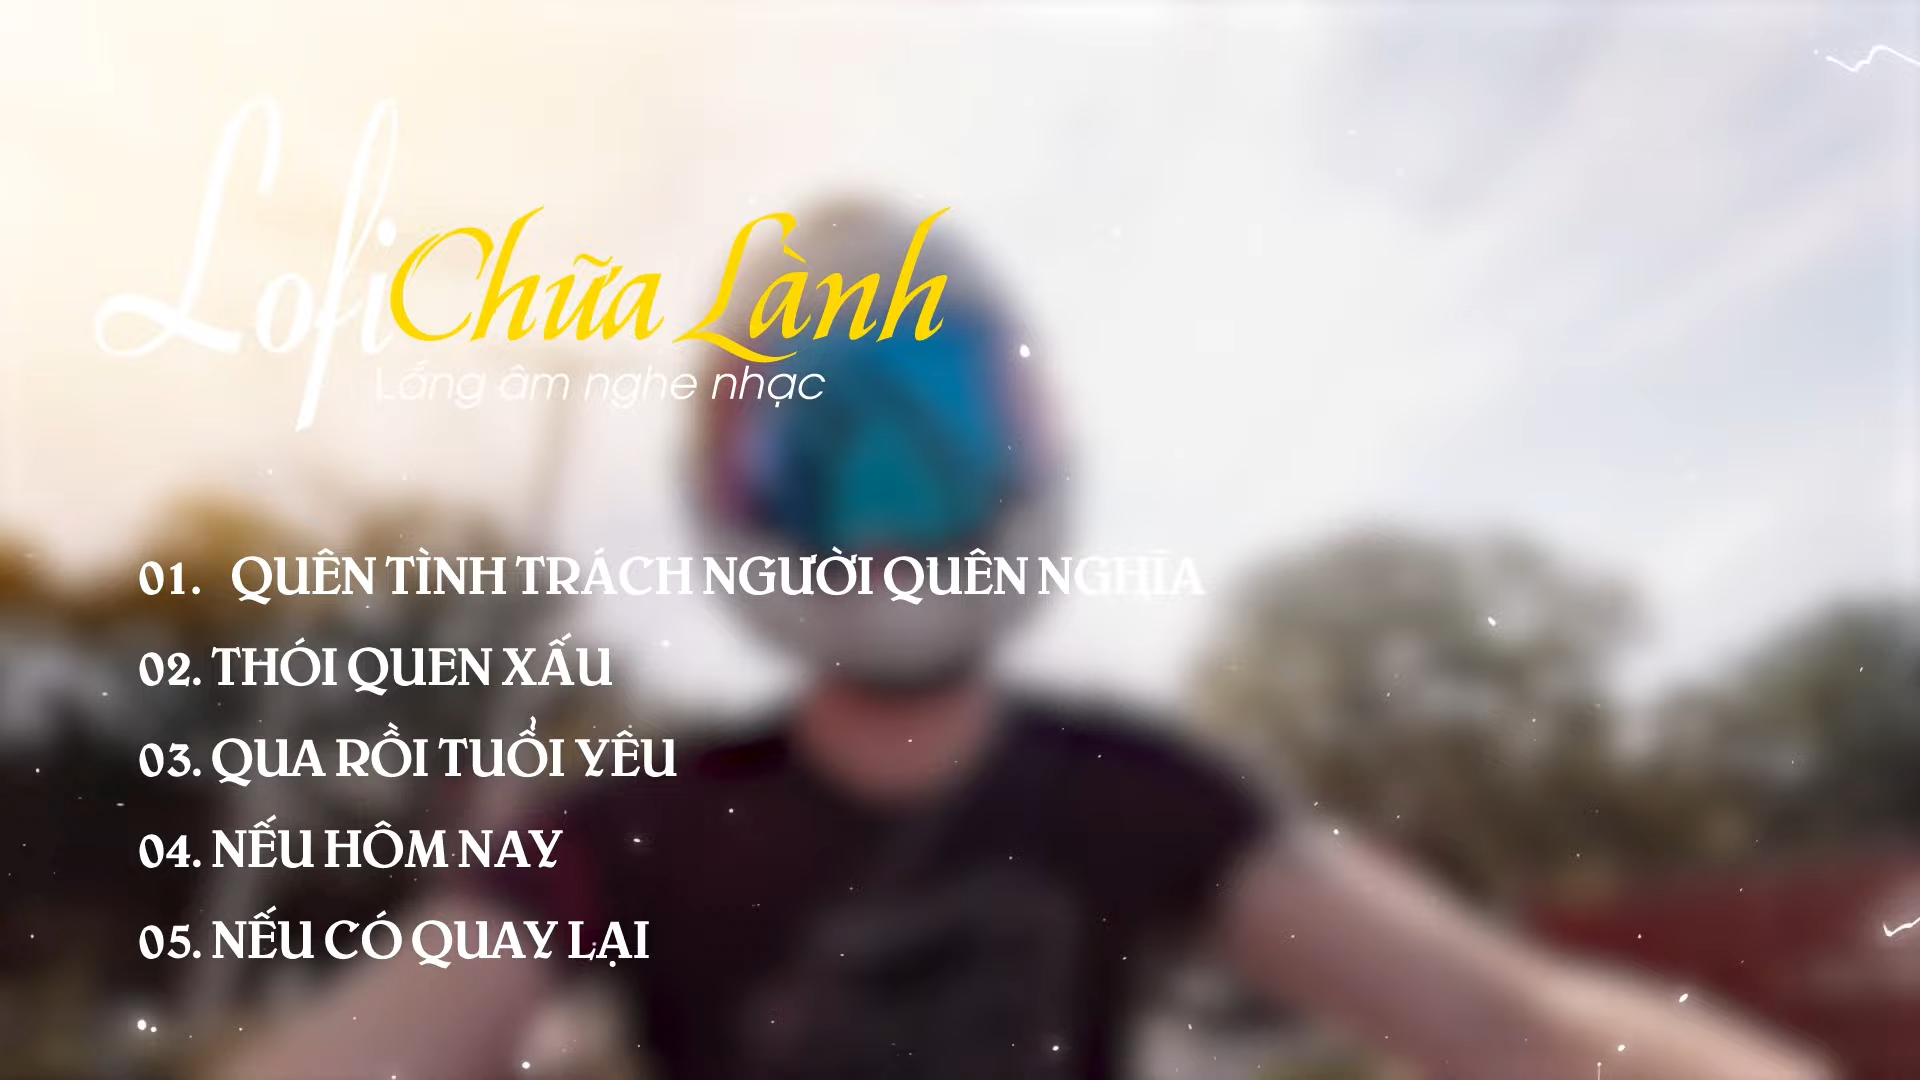 Lofi Chữa Lành
Lắng âm nghe nhạc
01. QUÊN TÌNH TRÁCH NGƯỜI QUÊN NGHĨA
02. THÓI QUEN XẤU
03. QUA RỒI TUỔI YÊU
04. NẾU HÔM NAY
05. NẾU CÓ QUAY LẠI